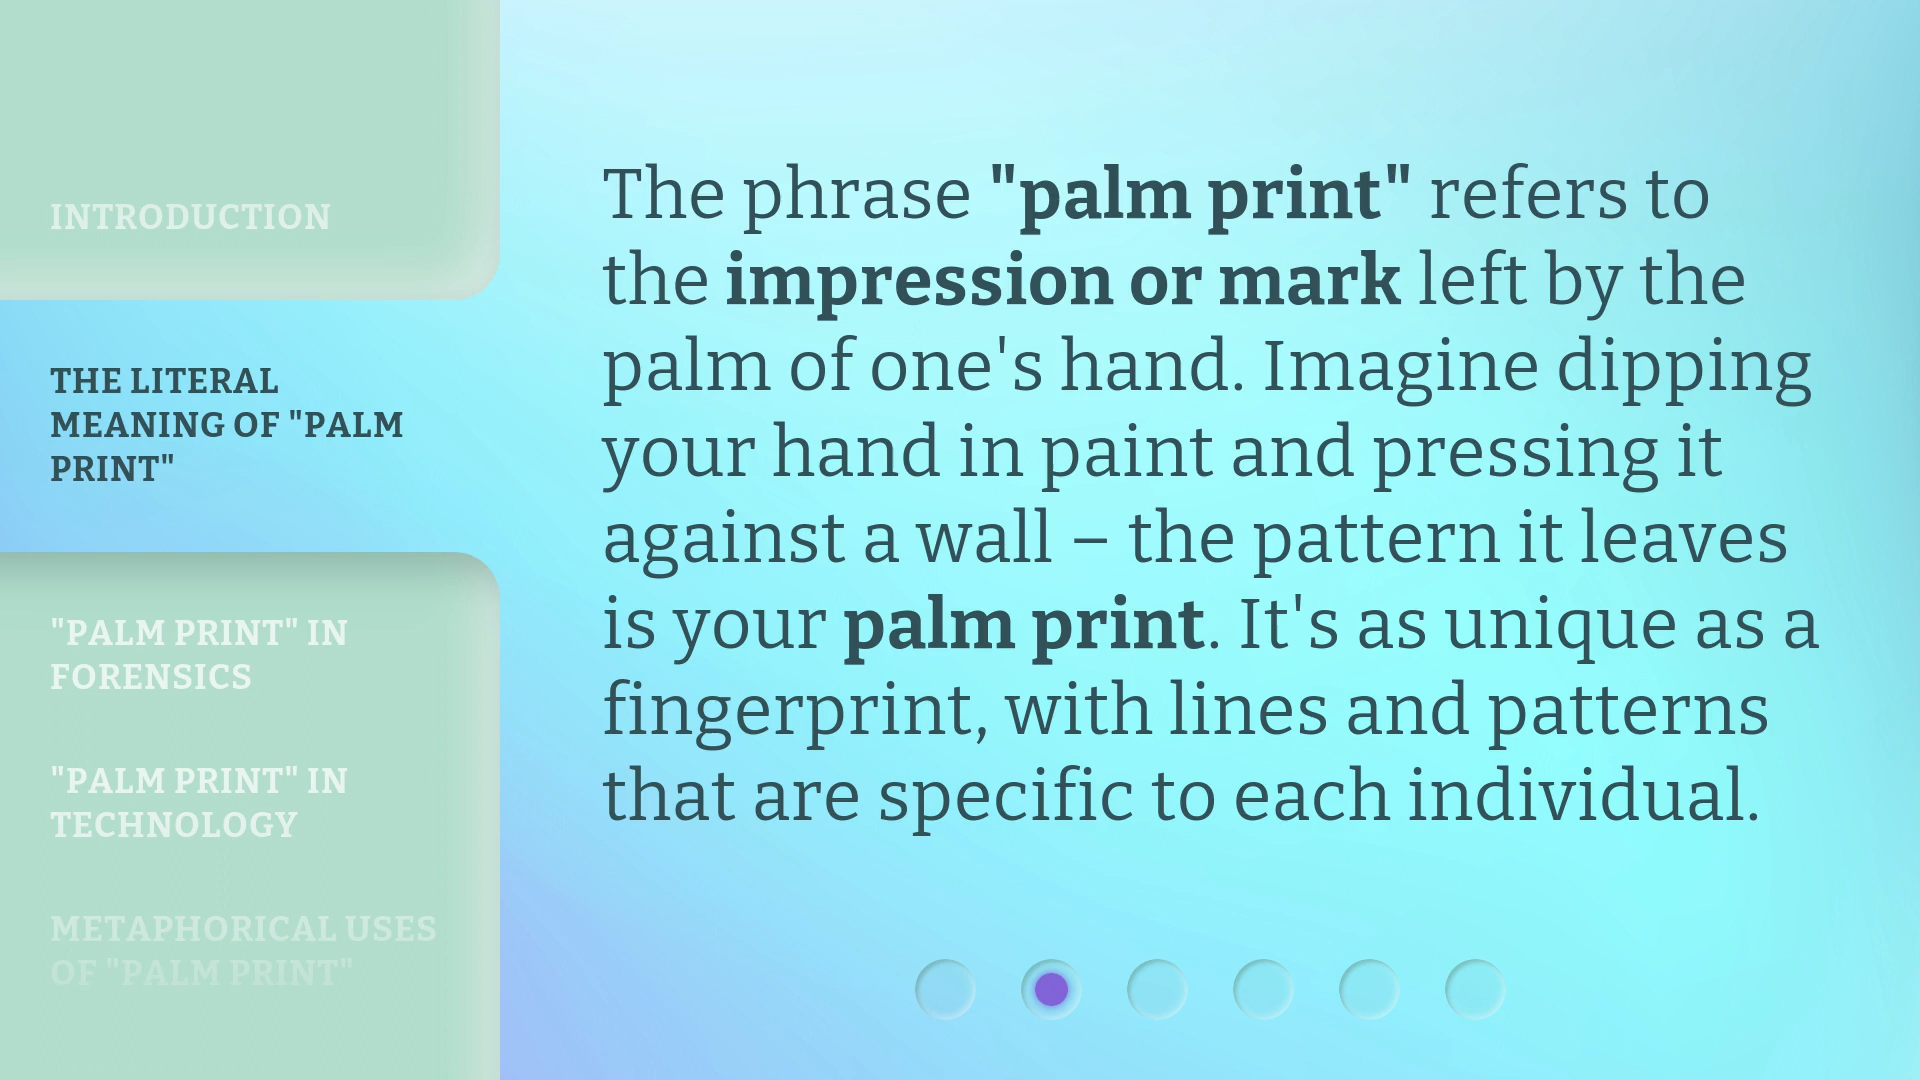 INTRODUCTION
THE LITERAL
MEANING OF "PALM
PRINT"
"PALM PRINT" IN
FORENSICS
"PALM PRINT" IN
TECHNOLOGY
METAPHORICAL USES
OF "PALM PRINT"
The phrase "palm print" refers to
the impression or mark left by the
palm of one's hand. Imagine dipping
your hand in paint and pressing it
against a wall – the pattern it leaves
is your palm print. It's as unique as a
fingerprint, with lines and patterns
that are specific to each individual.